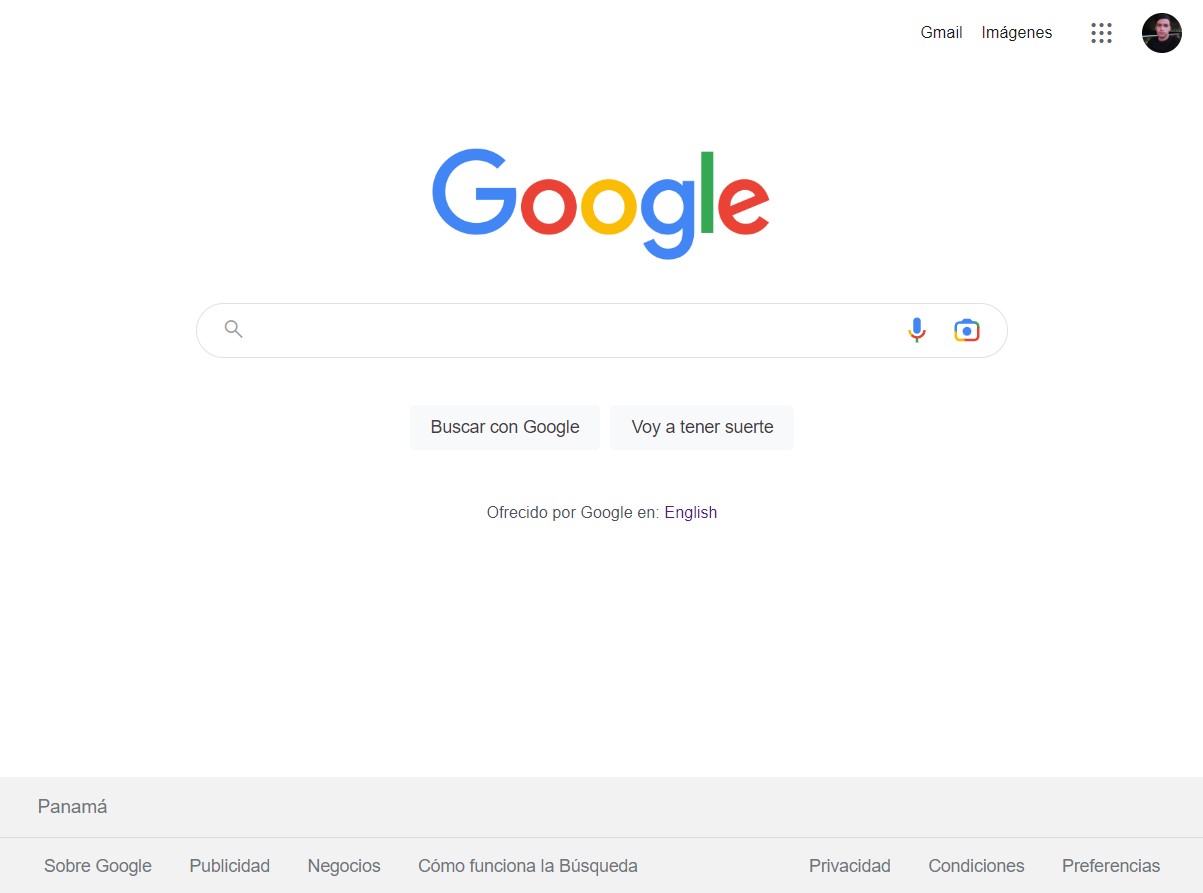 Gmail Imágenes
Google
Buscar con Google Voy a tener suerte
Ofrecido por Google en: English
Panamá
Sobre Google Publicidad Negocios Cómo funciona la Búsqueda Privacidad Condiciones Preferencias